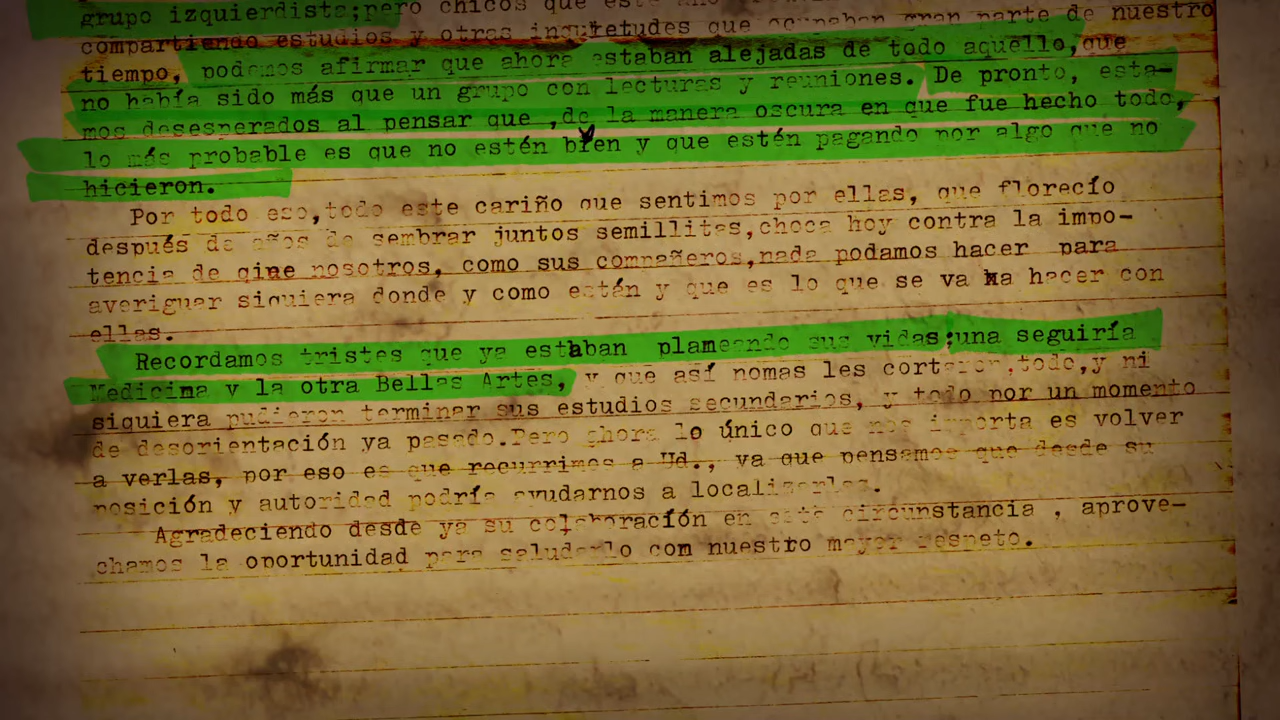 grupo izquierdista;pero chicos que este
compartiendo estudios y otras inquietudes que ocupaban gran parte de nuestro
tiempo, podemos afirmar que ahora estaban alejadas de todo aquello,que
no había sido más que un grupo con lecturas y reuniones. De pronto, esta-
mos desesperados al pensar que ,de la manera oscura en que fue hecho todo,
lo más probable es que no estén bien y que estén pagando por algo que no
hicieron.
Por todo eso,todo este cariño que sentimos por ellas, que florecío
después de años de sembrar juntos semillitas,choca hoy contra la impo-
tencia de qine nosotros, como sus compañeros,nada podamos hacer para
averiguar siquiera donde y como están y que es lo que se va a hacer con
ellas.
Recordamos tristes que ya estaban plameando sus vidas;una seguiría
Medicima y la otra Bellas Artes, y que así nomas les cortaron,todo,y ni
siquiera pudieron terminar sus estudios secundarios, y todo por un momento
de desorientación ya pasado.Pero ahora lo único que nos importa es volver
a verlas, por eso es que recurrimos a Ud., ya que pensamos que desde su
posición y autoridad podría ayudarnos a localizarlas.
Agradeciendo desde ya su colaboración en esta circunstancia , aprove-
chamos la oportunidad para saludarlo com nuestro mayor respeto.